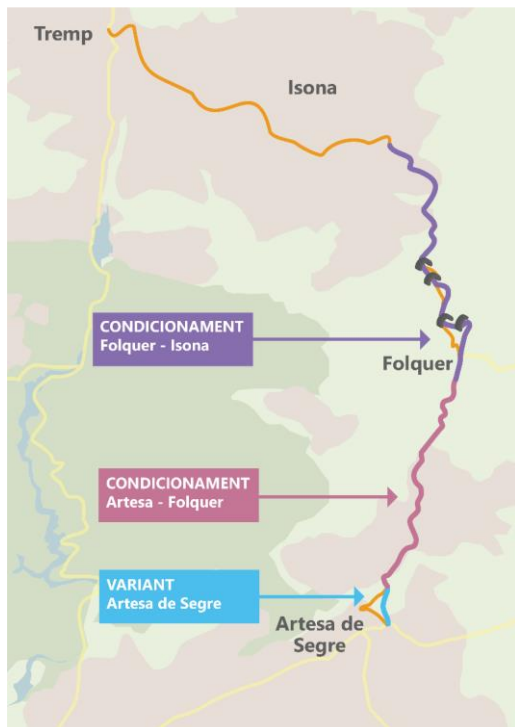 Tremp
Isona
CONDICIONAMENT
Folquer - Isona
Folquer
CONDICIONAMENT
Artesa - Folquer
VARIANT
Artesa de Segre
Artesa de
Segre